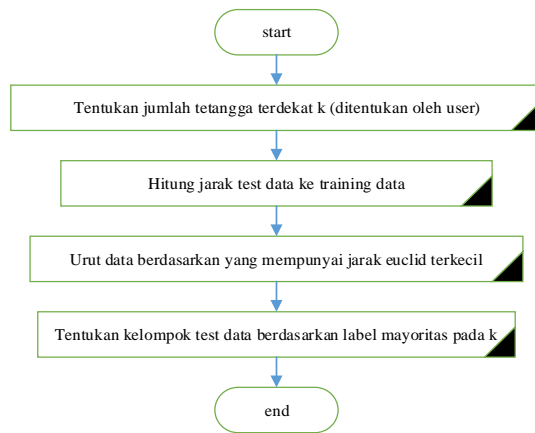 start
Tentukan jumlah tetangga terdekat k (ditentukan oleh user)
Hitung jarak test data ke training data
Urut data berdasarkan yang mempunyai jarak euclid terkecil
Tentukan kelompok test data berdasarkan label mayoritas pada k
end